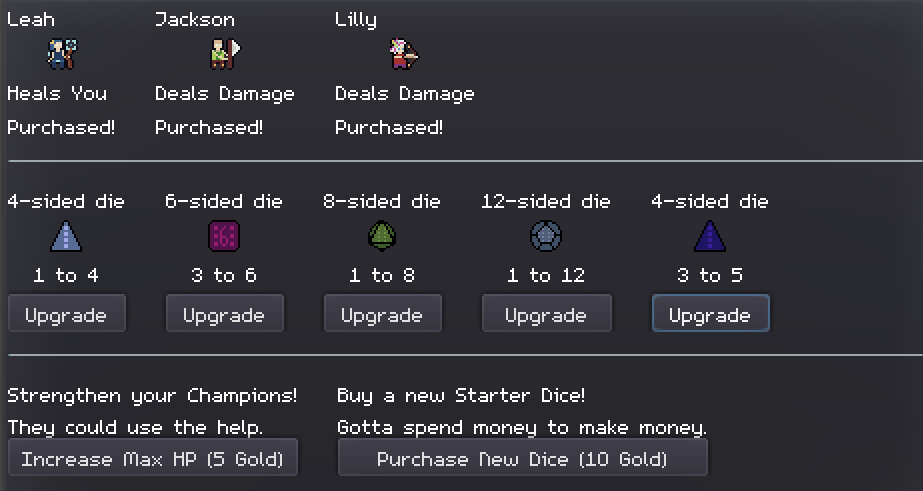 Leah Jackson Lilly
Heals You Deals Damage Deals Damage
Purchased! Purchased! Purchased!
4-sided die 6-sided die 8-sided die 12-sided die 4-sided die
6
1 to 4 3 to 6 1 to 8 1 to 12 3 to 5
Upgrade Upgrade Upgrade Upgrade Upgrade
Strengthen your Champions! Buy a new Starter Dice!
They could use the help. Gotta spend money to make money.
Increase Max HP (5 Gold) Purchase New Dice (10 Gold)